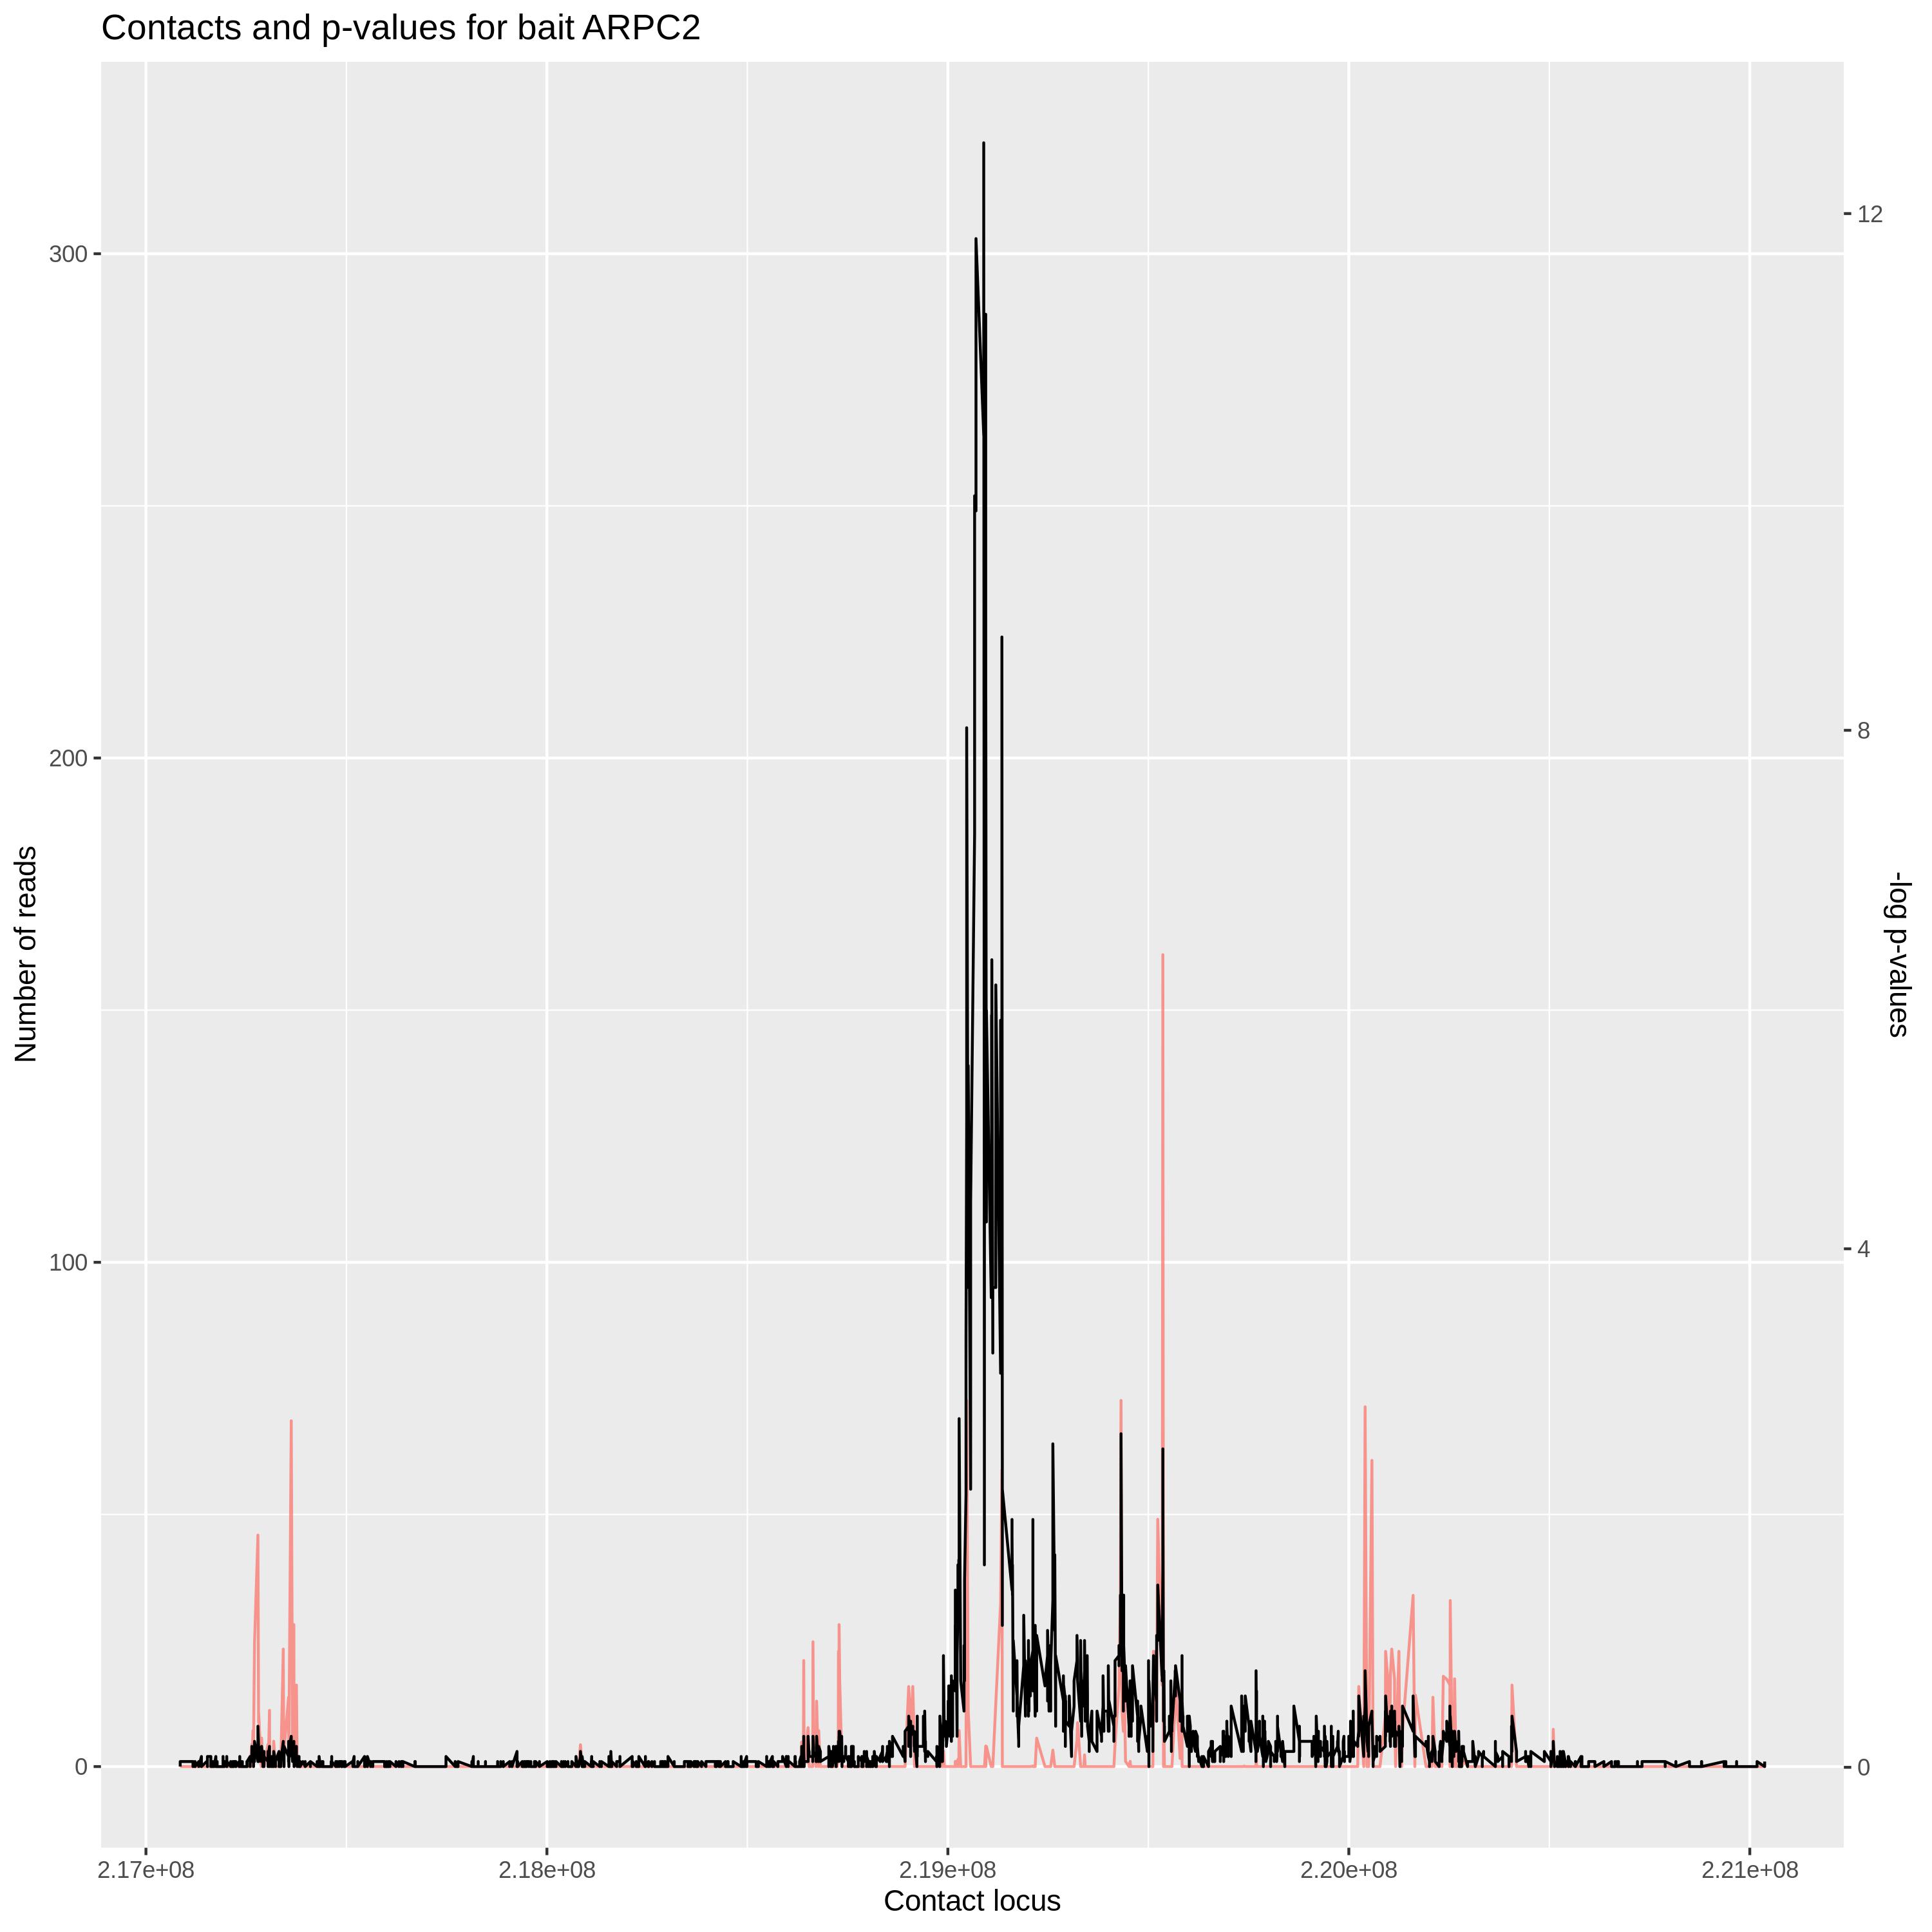 Contacts and p-values for bait ARPC2
300
200
100
0
Number of reads
12
8
4
0
-log p-values
2.17e+08 2.18e+08 2.19e+08 2.20e+08 2.21e+08
Contact locus